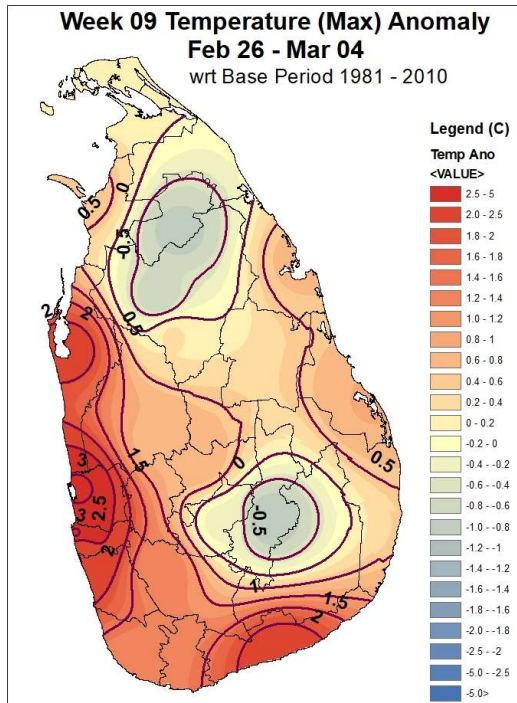 Week 09 Temperature (Max) Anomaly
Feb 26 - Mar 04
wrt Base Period 1981 - 2010
Legend (C)
Temp Ano
<VALUE>
2.5 - 5
2.0 - 2.5
1.8 - 2
1.6 - 1.8
1.4 - 1.6
1.2 - 1.4
1.0 - 1.2
0.8 - 1
0.6 - 0.8
0.4 - 0.6
0.2 - 0.4
0 - 0.2
-0.2 - 0
-0.4 - -0.2
-0.6 - -0.4
-0.8 - -0.6
-1.0 - -0.8
-1.2 - -1
-1.4 - -1.2
-1.6 - -1.4
-1.8 - -1.6
-2.0 - -1.8
-2.5 - -2
-5.0 - -2.5
-5.0>
0
0.5
-0.5
2
2
0.5
1.5
0
0.5
3
2.5
3
-0.5
2
1
1.5
2